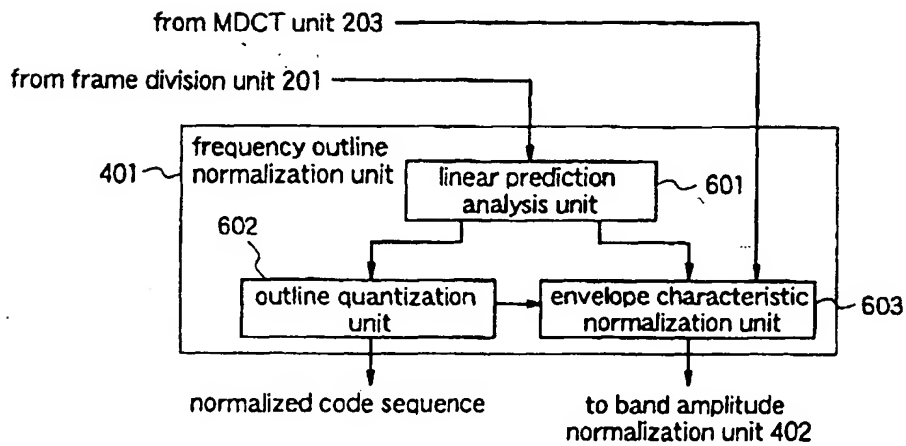 from MDCT unit 203
from frame division unit 201
frequency outline
normalization unit
401
linear prediction
analysis unit
601
602
outline quantization
unit
envelope characteristic
normalization unit
603
normalized code sequence
to band amplitude
normalization unit 402